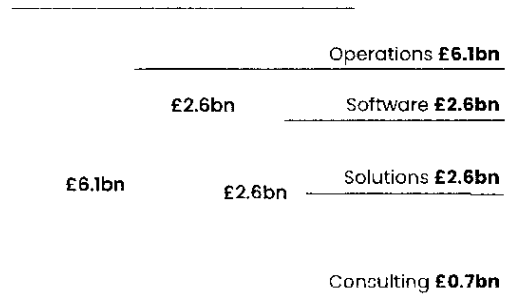 Operations £6.1bn
£2.6bn
Software £2.6bn
£6.1bn
£2.6bn
Solutions £2.6bn
Consulting £0.7bn